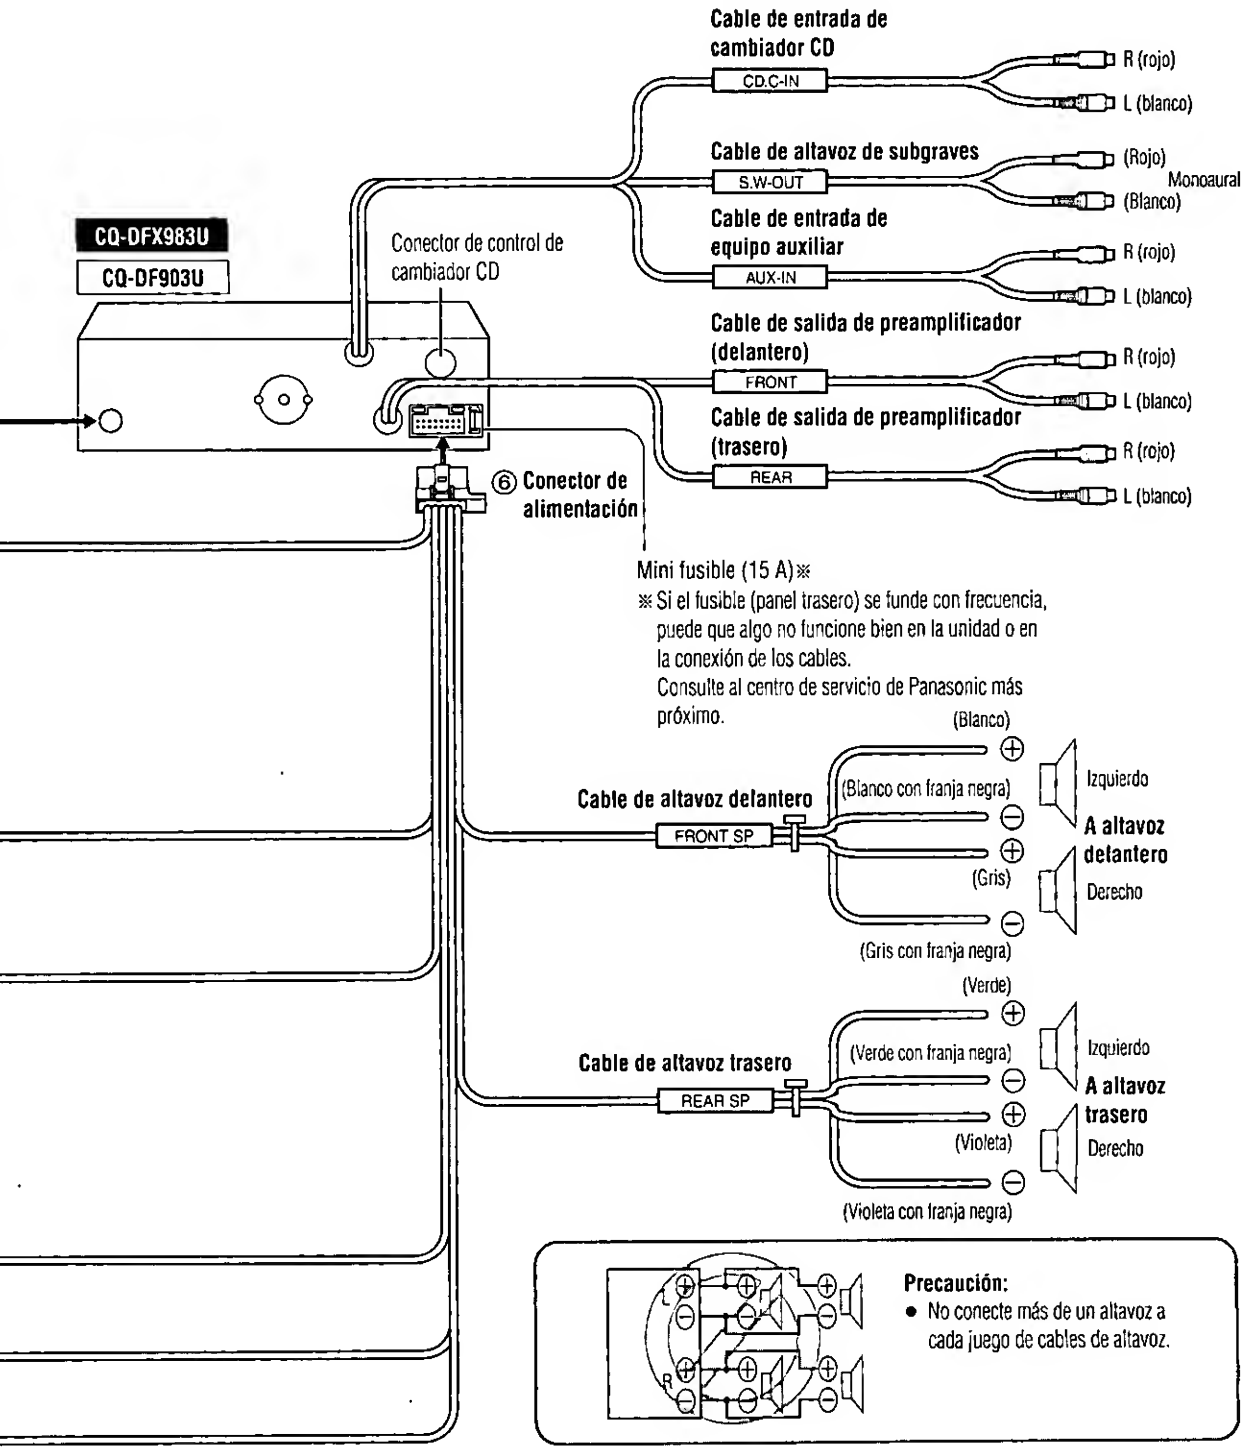 Cable de entrada de
cambiador CD
CD.C-IN
R (rojo)
L (blanco)
Cable de altavoz de subgraves
S.W-OUT
(Rojo)
Monoaural
(Blanco)
CQ-DFX983U
CQ-DF903U
Conector de control de
cambiador CD
Cable de entrada de
equipo auxiliar
AUX-IN
R (rojo)
L (blanco)
Cable de salida de preamplificador
(delantero)
FRONT
R (rojo)
L (blanco)
Cable de salida de preamplificador
(trasero)
REAR
R (rojo)
L (blanco)
⑥ Conector de
alimentación
Mini fusible (15 A)※
※ Si el fusible (panel trasero) se funde con frecuencia,
puede que algo no funcione bien en la unidad o en
la conexión de los cables.
Consulte al centro de servicio de Panasonic más
próximo.
(Blanco)
+
Izquierdo
(Blanco con franja negra)
−
Cable de altavoz delantero
FRONT SP
A altavoz
delantero
+
(Gris)
Derecho
−
(Gris con franja negra)
(Verde)
+
Izquierdo
(Verde con franja negra)
−
Cable de altavoz trasero
REAR SP
A altavoz
trasero
+
(Violeta)
Derecho
−
(Violeta con franja negra)
L
+ + +
− − −
R
+ + +
− − −
Precaución:
● No conecte más de un altavoz a
cada juego de cables de altavoz.